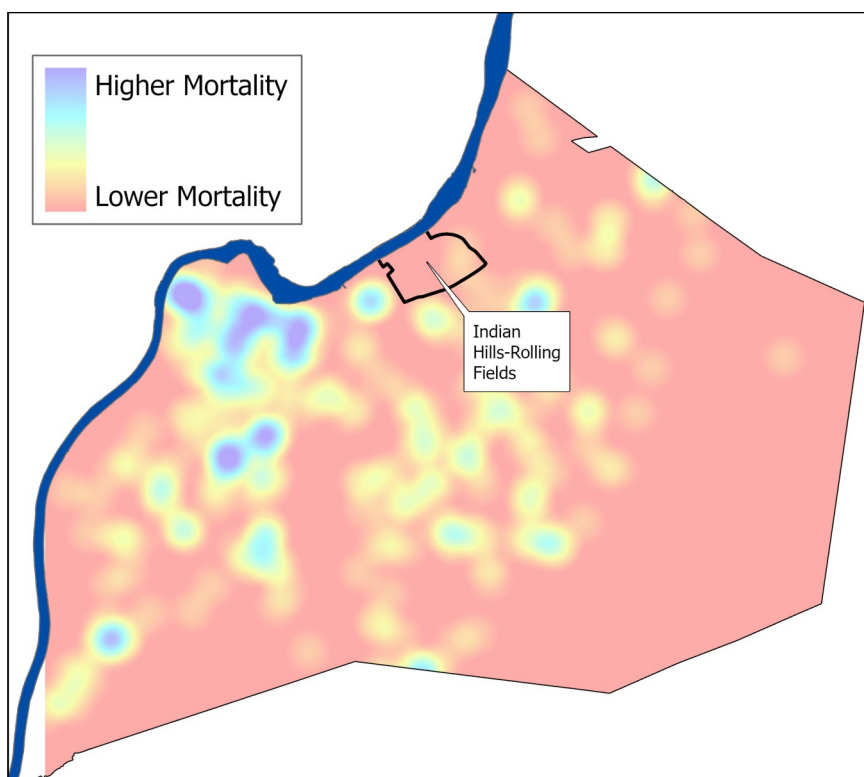 Higher Mortality
Lower Mortality
Indian
Hills-Rolling
Fields